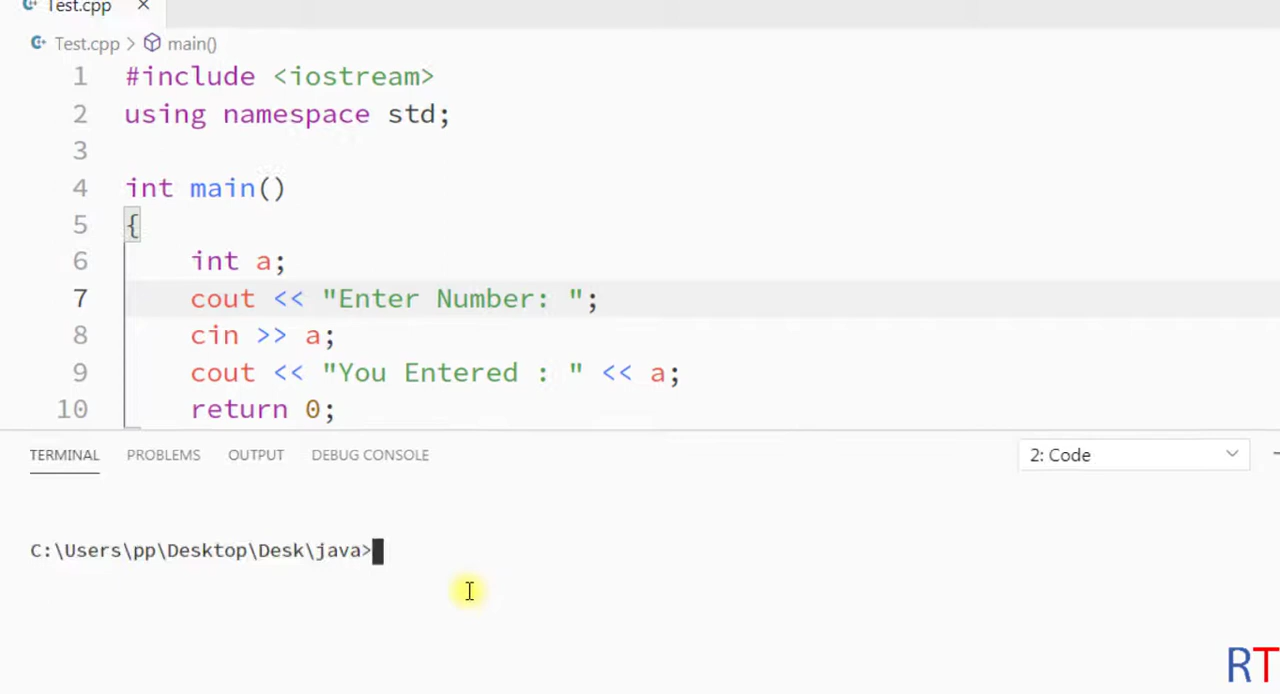 Test.cpp ×
Test.cpp > main()
1 #include <iostream>
2 using namespace std;
3
4 int main()
5 {
6 int a;
7 cout << "Enter Number: ";
8 cin >> a;
9 cout << "You Entered : " << a;
10 return 0;
TERMINAL PROBLEMS OUTPUT DEBUG CONSOLE 2: Code
C:\Users\pp\Desktop\Desk\java>
RT